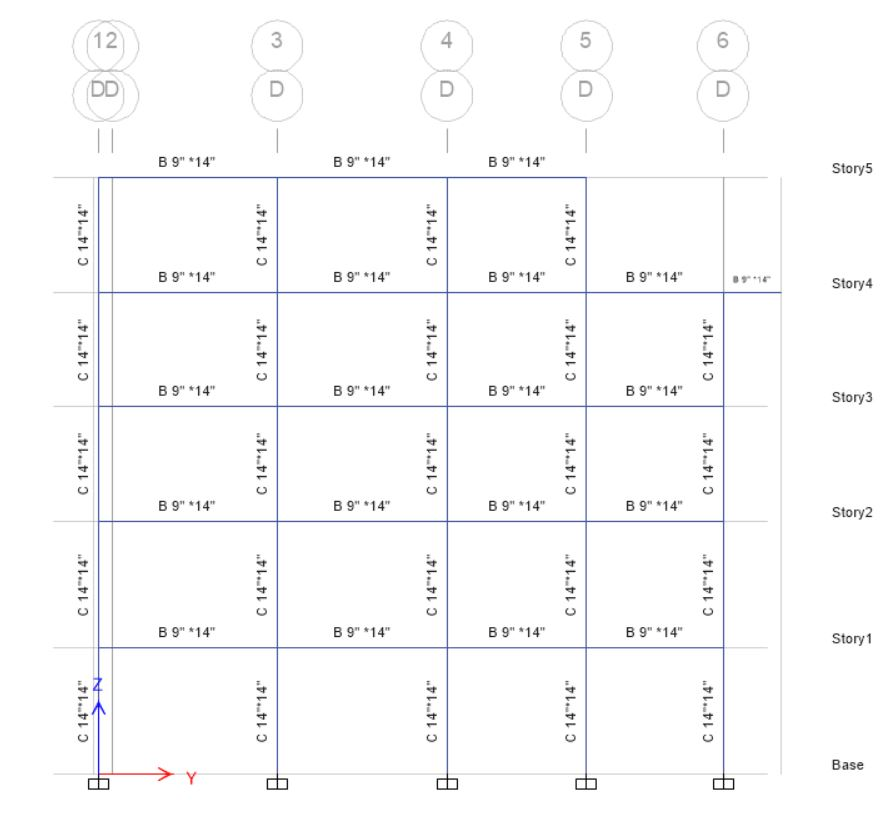 12 3 4 5 6
DD D D D D
B 9" *14" B 9" *14" B 9" *14"
Story5
C 14"*14" C 14"*14" C 14"*14" C 14"*14"
B 9" *14" B 9" *14" B 9" *14" B 9" *14" B 9" *14"
Story4
C 14"*14" C 14"*14" C 14"*14" C 14"*14" C 14"*14"
B 9" *14" B 9" *14" B 9" *14" B 9" *14"
Story3
C 14"*14" C 14"*14" C 14"*14" C 14"*14" C 14"*14"
B 9" *14" B 9" *14" B 9" *14" B 9" *14"
Story2
C 14"*14" C 14"*14" C 14"*14" C 14"*14" C 14"*14"
B 9" *14" B 9" *14" B 9" *14" B 9" *14"
Story1
C 14"*14" C 14"*14" C 14"*14" C 14"*14" C 14"*14"
Z
Base
Y